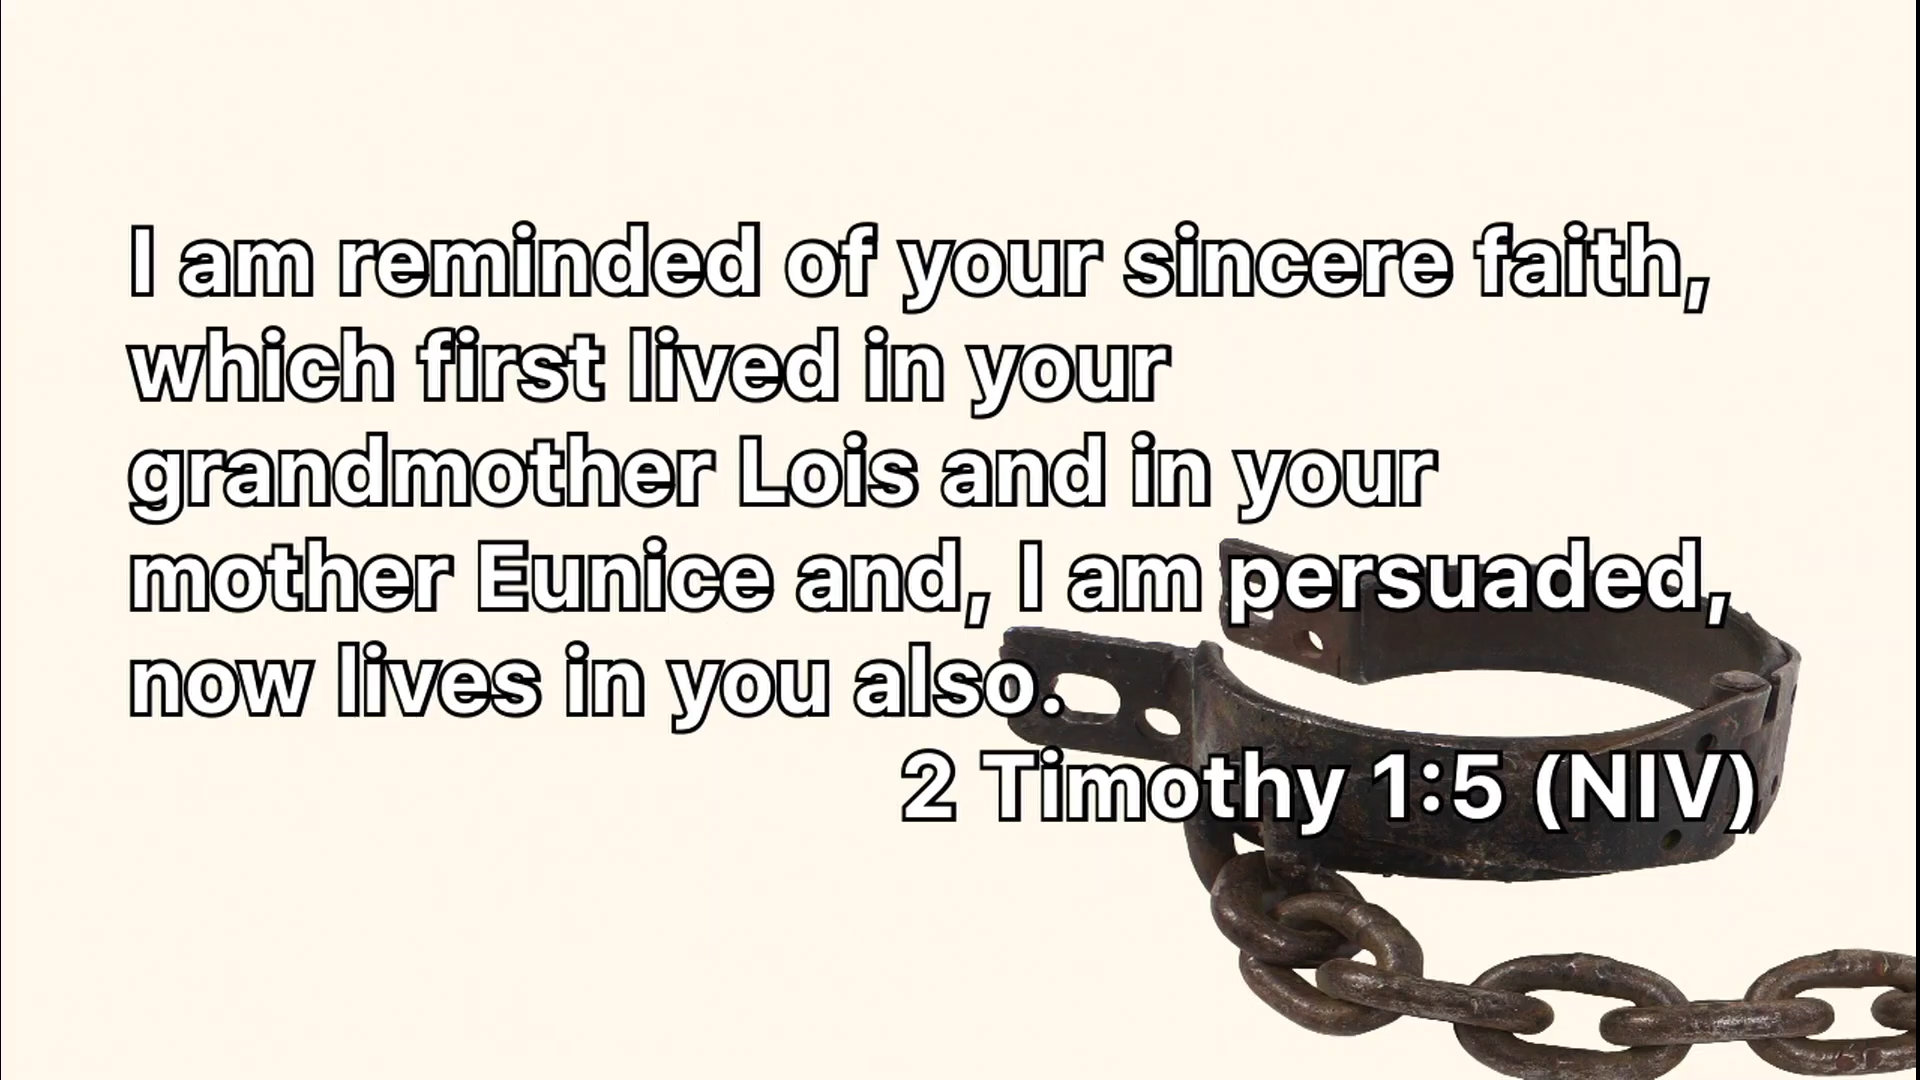 I am reminded of your sincere faith,
which first lived in your
grandmother Lois and in your
mother Eunice and, I am persuaded,
now lives in you also.
2 Timothy 1:5 (NIV)